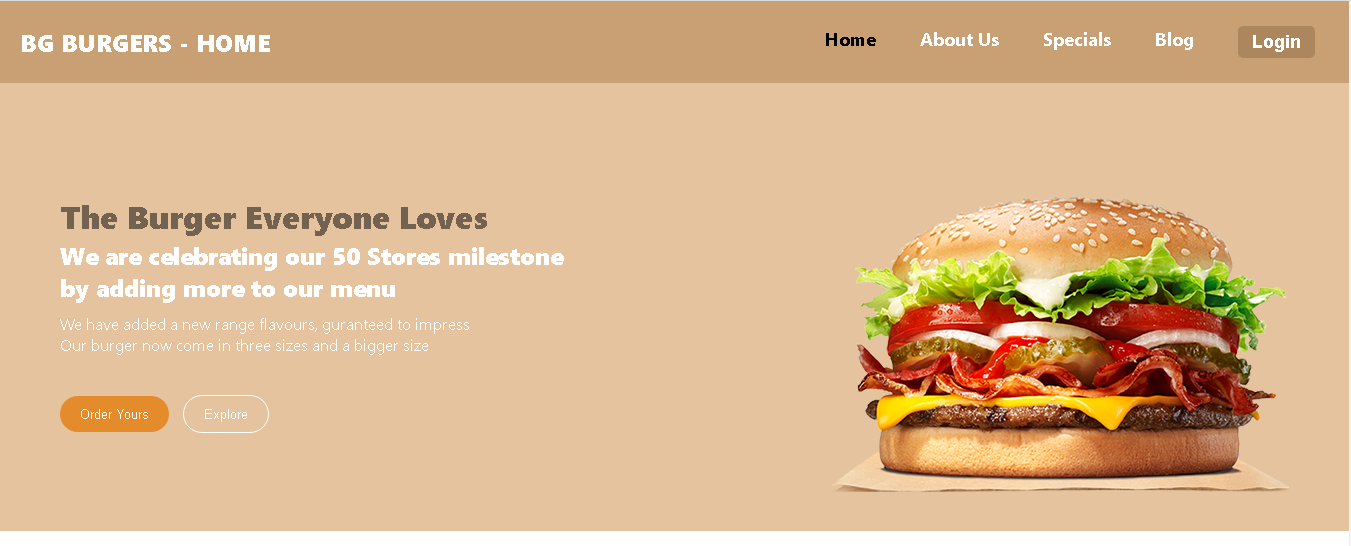 BG BURGERS - HOME
Home About Us Specials Blog Login
The Burger Everyone Loves
We are celebrating our 50 Stores milestone
by adding more to our menu
We have added a new range flavours, guranteed to impress
Our burger now come in three sizes and a bigger size
Order Yours Explore